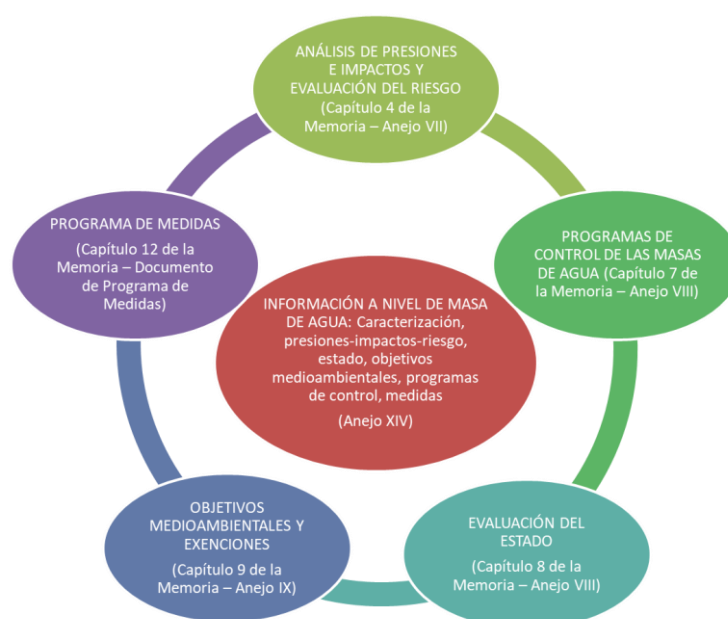 ANÁLISIS DE PRESIONES
E IMPACTOS Y
EVALUACIÓN DEL RIESGO
(Capítulo 4 de la
Memoria – Anejo VII)
PROGRAMAS DE
CONTROL DE LAS MASAS
DE AGUA (Capítulo 7 de
la Memoria – Anejo VIII)
EVALUACIÓN DEL
ESTADO
(Capítulo 8 de la
Memoria – Anejo VIII)
OBJETIVOS
MEDIOAMBIENTALES Y
EXENCIONES
(Capítulo 9 de la
Memoria – Anejo IX)
PROGRAMA DE MEDIDAS
(Capítulo 12 de la
Memoria – Documento
de Programa de
Medidas)
INFORMACIÓN A NIVEL DE MASA
DE AGUA: Caracterización,
presiones-impactos-riesgo,
estado, objetivos
medioambientales, programas
de control, medidas
(Anejo XIV)